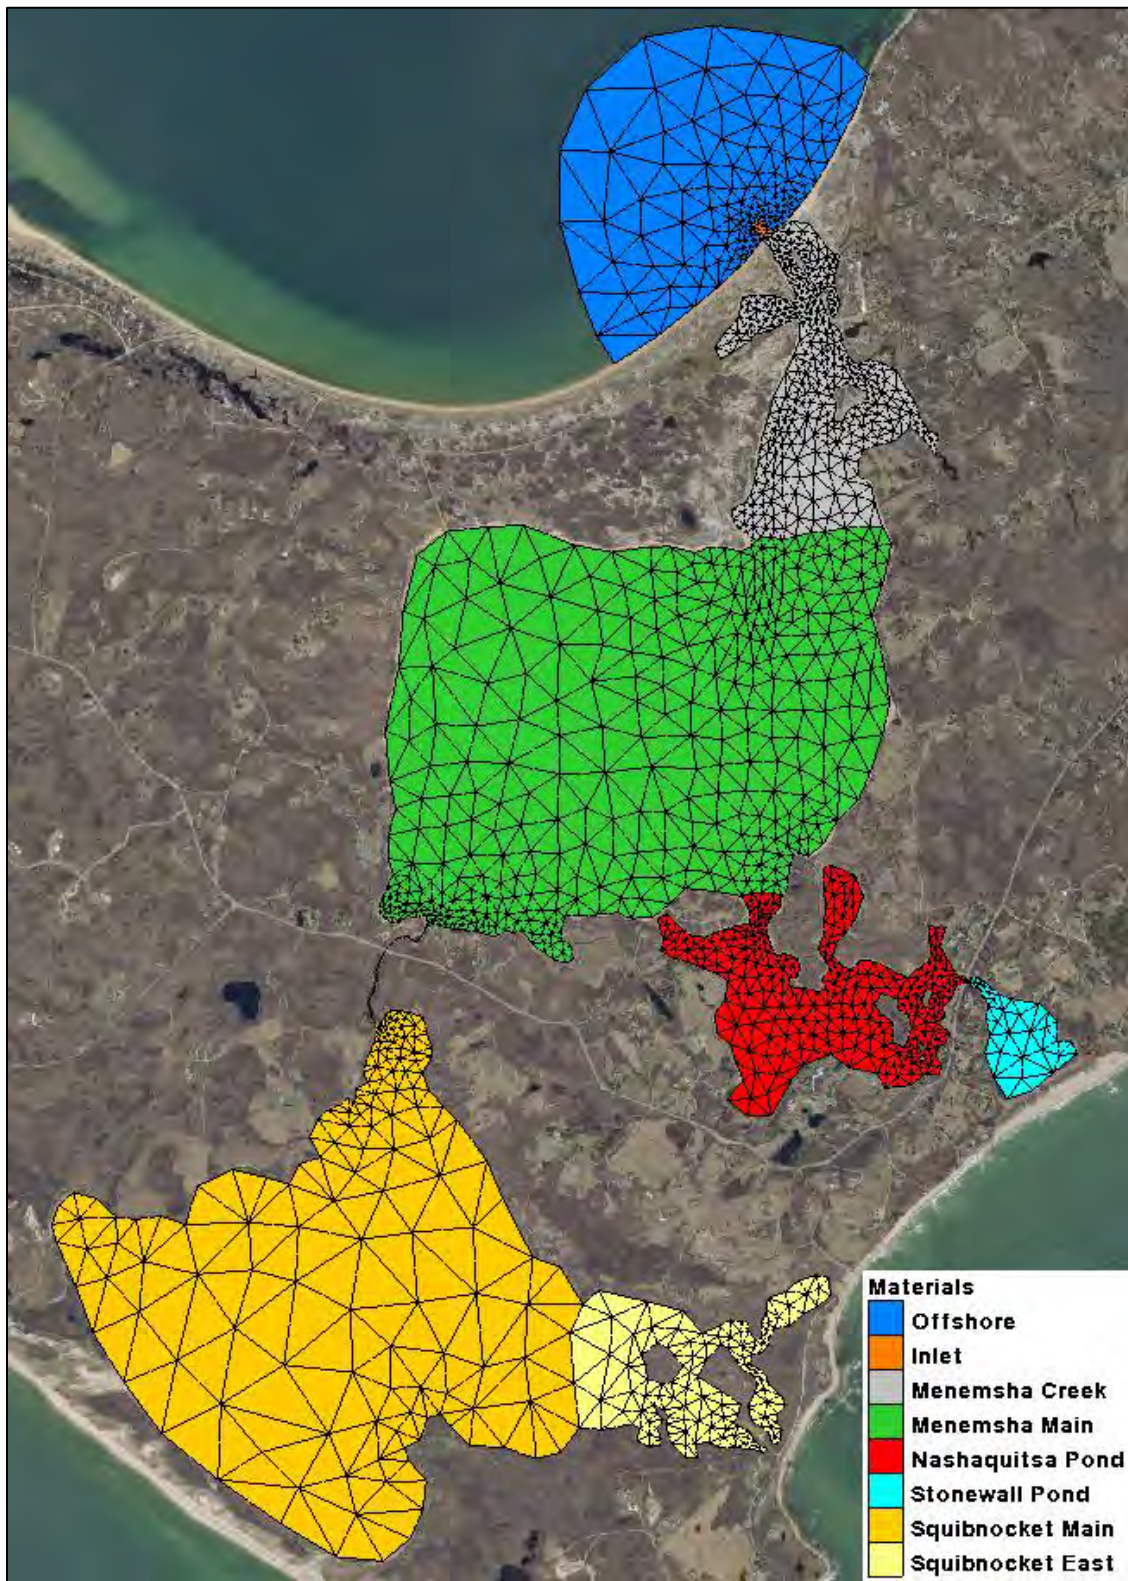 Materials
Offshore
Inlet
Menemsha Creek
Menemsha Main
Nashaquitsa Pond
Stonewall Pond
Squibnocket Main
Squibnocket East